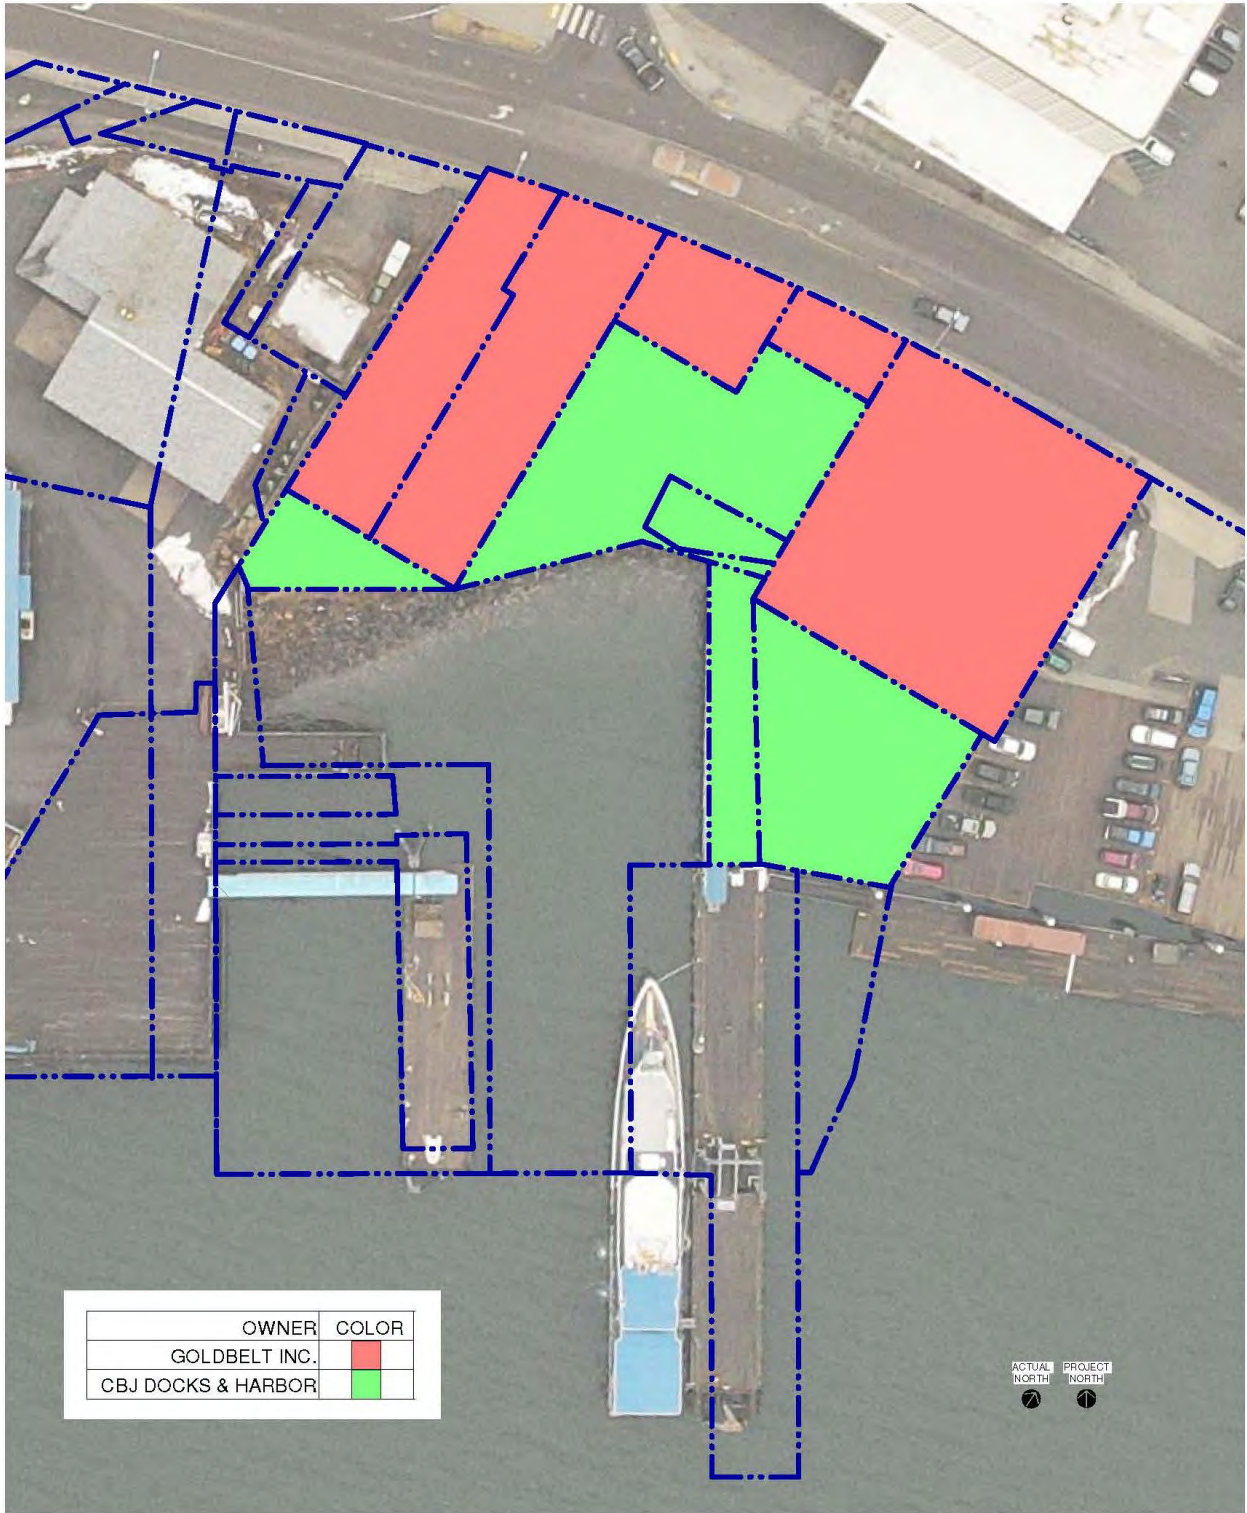 OWNER COLOR
GOLDBELT INC.
CBJ DOCKS & HARBOR
ACTUAL NORTH
PROJECT NORTH